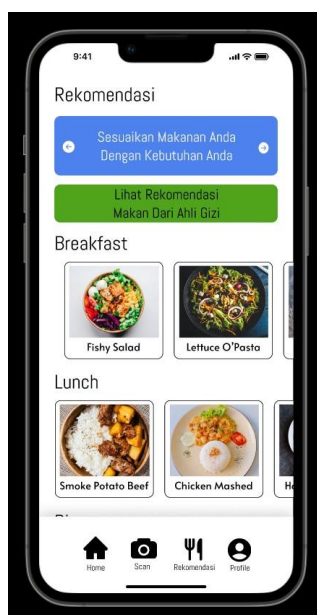 9:41
Rekomendasi
Sesuaikan Makanan Anda
Dengan Kebutuhan Anda
Lihat Rekomendasi
Makan Dari Ahli Gizi
Breakfast
Fishy Salad
Lettuce O'Pasta
Lunch
Smoke Potato Beef
Chicken Mashed
Home
Scan
Rekomendasi
Profile